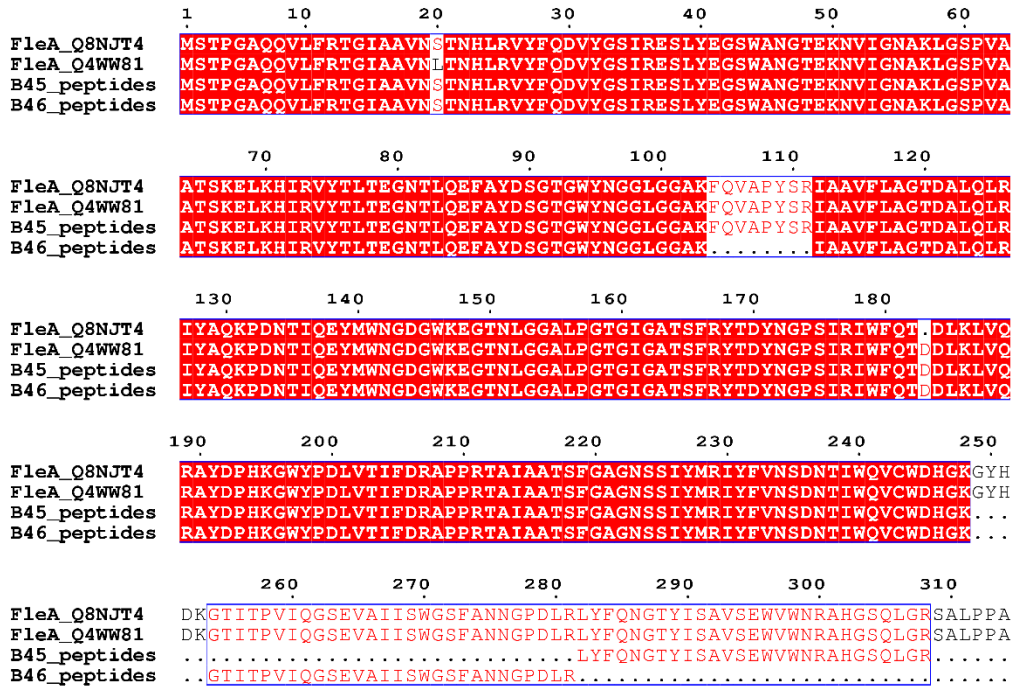 1 10 20 30 40 50 60
FleA_Q8NJT4 MSTPGAQQVLFRTGIAAVNSTNHLRVYFQDVYGSIRESLYEGSWANGTEKNVIGNAKLGSPVA
FleA_Q4WW81 MSTPGAQQVLFRTGIAAVNLTNHLRVYFQDVYGSIRESLYEGSWANGTEKNVIGNAKLGSPVA
B45_peptides MSTPGAQQVLFRTGIAAVNSTNHLRVYFQDVYGSIRESLYEGSWANGTEKNVIGNAKLGSPVA
B46_peptides MSTPGAQQVLFRTGIAAVNSTNHLRVYFQDVYGSIRESLYEGSWANGTEKNVIGNAKLGSPVA
70 80 90 100 110 120
FleA_Q8NJT4 ATSKELKHIRVYTLTEGNTLQEFAYDSGTGWYNGGLGGAKFQVAPYSRIAAVFLAGTDALQLR
FleA_Q4WW81 ATSKELKHIRVYTLTEGNTLQEFAYDSGTGWYNGGLGGAKFQVAPYSRIAAVFLAGTDALQLR
B45_peptides ATSKELKHIRVYTLTEGNTLQEFAYDSGTGWYNGGLGGAKFQVAPYSRIAAVFLAGTDALQLR
B46_peptides ATSKELKHIRVYTLTEGNTLQEFAYDSGTGWYNGGLGGAK........IAAVFLAGTDALQLR
130 140 150 160 170 180
FleA_Q8NJT4 IYAQKPDNTIQEYMWNGDGWKEGTNLGGALPGTGIGATSFRYTDYNGPSIRIWFQT.DLKLVQ
FleA_Q4WW81 IYAQKPDNTIQEYMWNGDGWKEGTNLGGALPGTGIGATSFRYTDYNGPSIRIWFQTDDLKLVQ
B45_peptides IYAQKPDNTIQEYMWNGDGWKEGTNLGGALPGTGIGATSFRYTDYNGPSIRIWFQTDDLKLVQ
B46_peptides IYAQKPDNTIQEYMWNGDGWKEGTNLGGALPGTGIGATSFRYTDYNGPSIRIWFQTDDLKLVQ
190 200 210 220 230 240 250
FleA_Q8NJT4 RAYDPHKGWYPDLVTIFDRAPPRTAIAATSFGAGNSSIYMRIYFVNSDNTIWQVCWDHGKGYH
FleA_Q4WW81 RAYDPHKGWYPDLVTIFDRAPPRTAIAATSFGAGNSSIYMRIYFVNSDNTIWQVCWDHGKGYH
B45_peptides RAYDPHKGWYPDLVTIFDRAPPRTAIAATSFGAGNSSIYMRIYFVNSDNTIWQVCWDHGK...
B46_peptides RAYDPHKGWYPDLVTIFDRAPPRTAIAATSFGAGNSSIYMRIYFVNSDNTIWQVCWDHGK...
260 270 280 290 300 310
FleA_Q8NJT4 DKGTITPVIQGSEVAIISWGSFANNGPDLRLYFQNGTYISAVSEWVWNRAHGSQLGRSALPPA
FleA_Q4WW81 DKGTITPVIQGSEVAIISWGSFANNGPDLRLYFQNGTYISAVSEWVWNRAHGSQLGRSALPPA
B45_peptides ..............................LYFQNGTYISAVSEWVWNRAHGSQLGR......
B46_peptides ..GTITPVIQGSEVAIISWGSFANNGPDLR.................................